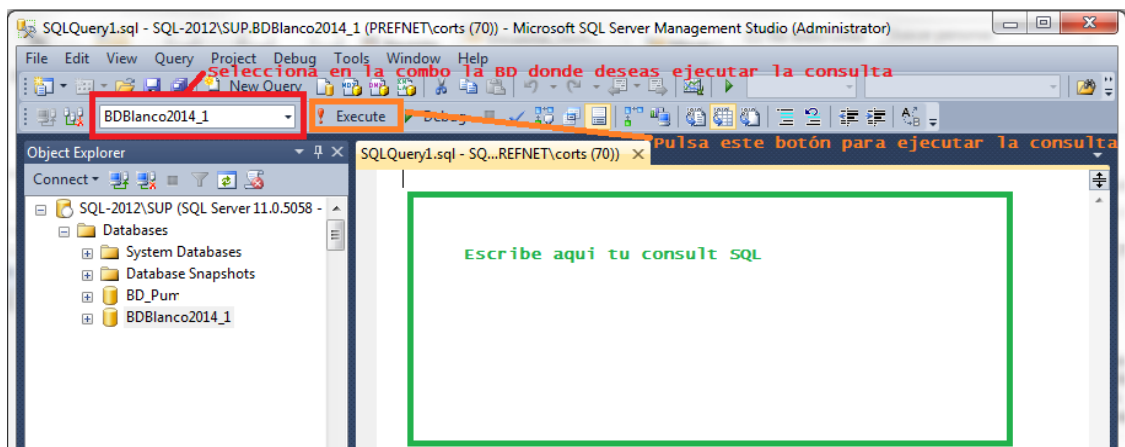 SQLQuery1.sql - SQL-2012\SUP.BDBlanco2014_1 (PREFNET\corts (70)) - Microsoft SQL Server Management Studio (Administrator)
File Edit View Query Project Debug Tools Window Help
Selecciona en la combo la BD donde deseas ejecutar la consulta
New Query
BDBlanco2014_1
Execute
Debug
Pulsa este botón para ejecutar la consulta
Object Explorer
SQLQuery1.sql - SQ...REFNET\corts (70))
Connect
SQL-2012\SUP (SQL Server 11.0.5058 -
Databases
System Databases
Database Snapshots
BD_Purr
BDBlanco2014_1
Escribe aqui tu consult SQL